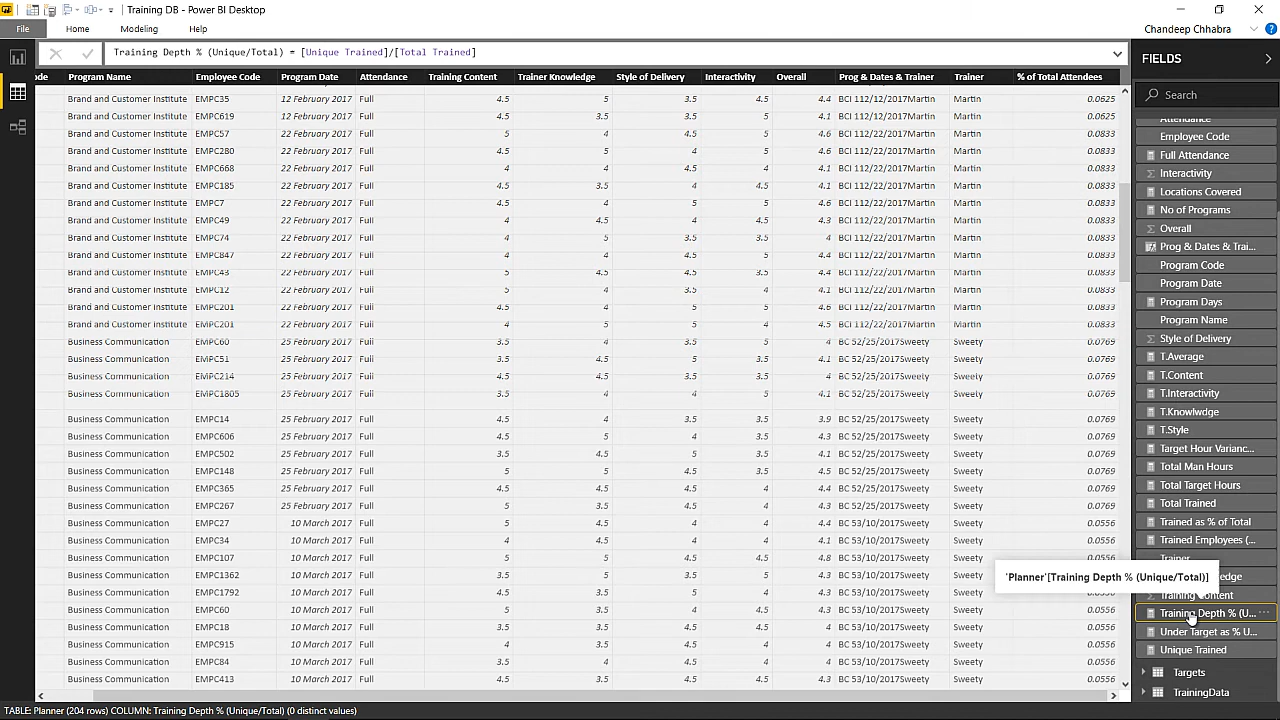 Training DB - Power BI Desktop
File Home Modeling Help
Chandeep Chhabra
Training Depth % (Unique/Total) = [Unique Trained]/[Total Trained]
ode Program Name Employee Code Program Date Attendance Training Content Trainer Knowledge Style of Delivery Interactivity Overall Prog & Dates & Trainer Trainer % of Total Attendees
Brand and Customer Institute EMPC35 12 February 2017 Full 4.5 5 3.5 4.5 4.4 BCI 112/12/2017Martin Martin 0.0625
Brand and Customer Institute EMPC619 12 February 2017 Full 4.5 3.5 3.5 5 4.1 BCI 112/12/2017Martin Martin 0.0625
Brand and Customer Institute EMPC57 22 February 2017 Full 5 4 4.5 5 4.6 BCI 112/22/2017Martin Martin 0.0833
Brand and Customer Institute EMPC280 22 February 2017 Full 4.5 4 5 5 4.6 BCI 112/22/2017Martin Martin 0.0833
Brand and Customer Institute EMPC668 22 February 2017 Full 4 4 4.5 4 4.1 BCI 112/22/2017Martin Martin 0.0833
Brand and Customer Institute EMPC185 22 February 2017 Full 4.5 3.5 4 4.5 4.1 BCI 112/22/2017Martin Martin 0.0833
Brand and Customer Institute EMPC7 22 February 2017 Full 4.5 4 5 5 4.6 BCI 112/22/2017Martin Martin 0.0833
Brand and Customer Institute EMPC49 22 February 2017 Full 4 4.5 4 4.5 4.3 BCI 112/22/2017Martin Martin 0.0833
Brand and Customer Institute EMPC74 22 February 2017 Full 4 5 3.5 3.5 4 BCI 112/22/2017Martin Martin 0.0833
Brand and Customer Institute EMPC847 22 February 2017 Full 4 4 5 4 4.4 BCI 112/22/2017Martin Martin 0.0833
Brand and Customer Institute EMPC43 22 February 2017 Full 5 4.5 4.5 3.5 4.4 BCI 112/22/2017Martin Martin 0.0833
Brand and Customer Institute EMPC12 22 February 2017 Full 5 4 3.5 4 4.1 BCI 112/22/2017Martin Martin 0.0833
Brand and Customer Institute EMPC201 22 February 2017 Full 4.5 4 5 4 4.6 BCI 112/22/2017Martin Martin 0.0833
Brand and Customer Institute EMPC201 22 February 2017 Full 4 5 5 4.5 4.5 BCI 112/22/2017Martin Martin 0.0833
Business Communication EMPC60 25 February 2017 Full 3.5 4 3.5 5 4 BC 52/25/2017Sweety Sweety 0.0769
Business Communication EMPC51 25 February 2017 Full 3.5 4.5 5 3.5 4.1 BC 52/25/2017Sweety Sweety 0.0769
Business Communication EMPC214 25 February 2017 Full 4.5 4.5 3.5 3.5 4 BC 52/25/2017Sweety Sweety 0.0769
Business Communication EMPC1805 25 February 2017 Full 3.5 4 5 3.5 4 BC 52/25/2017Sweety Sweety 0.0769
Business Communication EMPC14 25 February 2017 Full 4.5 4 3.5 3.5 3.9 BC 52/25/2017Sweety Sweety 0.0769
Business Communication EMPC606 25 February 2017 Full 4.5 5 4 3.5 4.3 BC 52/25/2017Sweety Sweety 0.0769
Business Communication EMPC502 25 February 2017 Full 3.5 4.5 5 3.5 4.1 BC 52/25/2017Sweety Sweety 0.0769
Business Communication EMPC148 25 February 2017 Full 5 5 4.5 3.5 4.5 BC 52/25/2017Sweety Sweety 0.0769
Business Communication EMPC365 25 February 2017 Full 4.5 5 4.5 4 4.4 BC 52/25/2017Sweety Sweety 0.0769
Business Communication EMPC267 25 February 2017 Full 5 3.5 4.5 4 4.3 BC 52/25/2017Sweety Sweety 0.0769
Business Communication EMPC27 10 March 2017 Full 5 3.5 4.5 4 4.4 BC 53/10/2017Sweety Sweety 0.0556
Business Communication EMPC34 10 March 2017 Full 4 5 3.5 4 4.1 BC 53/10/2017Sweety Sweety 0.0556
Business Communication EMPC107 10 March 2017 Full 5 5 4.5 4.5 4.8 BC 53/10/2017Sweety Sweety 0.0556
Business Communication EMPC1362 10 March 2017 Full 5 3.5 3.5 5 4.3 BC 53/10/2017Sweety
Business Communication EMPC1792 10 March 2017 Full 4 3.5 4.5 5 4.3 BC 53/10/2017Sweety Sweety 0.0556
Business Communication EMPC60 10 March 2017 Full 5 3.5 4.5 4 4.3 BC 53/10/2017Sweety Sweety 0.0556
Business Communication EMPC18 10 March 2017 Full 3.5 4.5 3.5 5 4.1 BC 53/10/2017Sweety Sweety 0.0556
Business Communication EMPC915 10 March 2017 Full 4 3.5 4.5 5 4.3 BC 53/10/2017Sweety Sweety 0.0556
Business Communication EMPC84 10 March 2017 Full 4 5 3.5 4 4.1 BC 53/10/2017Sweety Sweety 0.0556
Business Communication EMPC413 10 March 2017 Full 4.5 3.5 4.5 5 4.3 BC 53/10/2017Sweety Sweety 0.0556
FIELDS
Search
Attendance
Employee Code
Full Attendance
Interactivity
Locations Covered
No of Programs
Overall
Prog & Dates & Trai...
Program Code
Program Date
Program Days
Program Name
Style of Delivery
T.Average
T.Content
T.Interactivity
T.Knowlwdge
T.Style
Target Hour Varianc...
Total Man Hours
Total Target Hours
Total Trained
Trained as % of Total
Trained Employees (...
Trainer
'Planner'[Training Depth % (Unique/Total)]
Training Content
Training Depth % (U...
Under Target as % U...
Unique Trained
Targets
TrainingData
TABLE: Planner (204 rows) COLUMN: Training Depth % (Unique/Total) (0 distinct values)